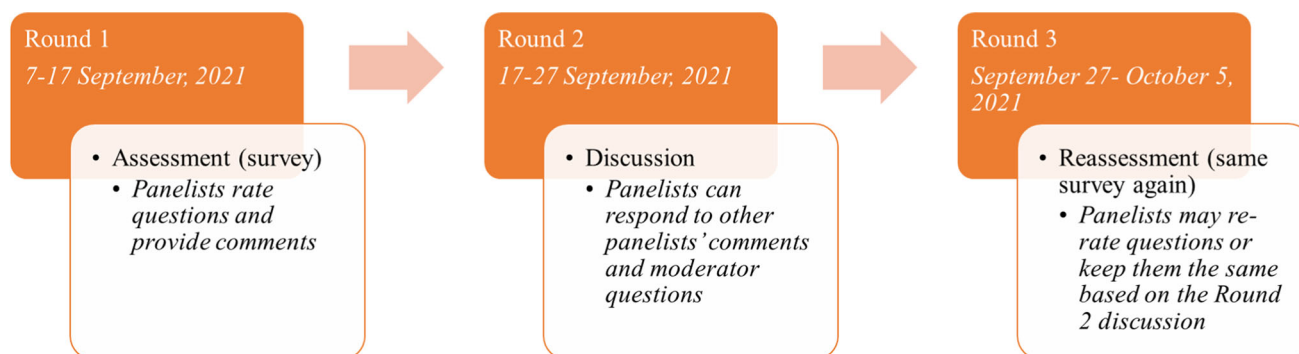 Round 1
7-17 September, 2021
• Assessment (survey)
• Panelists rate
questions and
provide comments
Round 2
17-27 September, 2021
• Discussion
• Panelists can
respond to other
panelists' comments
and moderator
questions
Round 3
September 27- October 5,
2021
• Reassessment (same
survey again)
• Panelists may re-
rate questions or
keep them the same
based on the Round
2 discussion